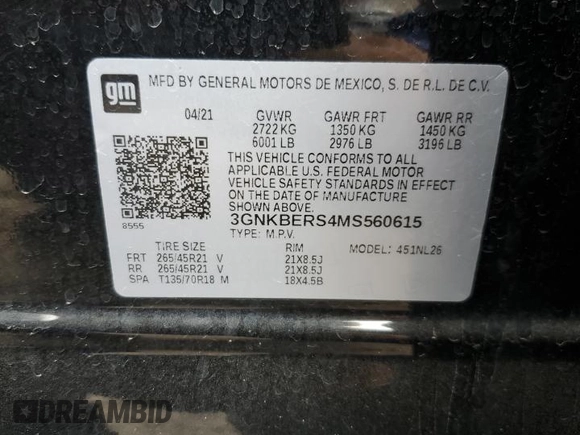 gm MFD BY GENERAL MOTORS DE MEXICO, S. DE R.L. DE C.V.
04/21 GVWR GAWR FRT GAWR RR
2722 KG 1350 KG 1450 KG
6001 LB 2976 LB 3196 LB
THIS VEHICLE CONFORMS TO ALL
APPLICABLE U.S. FEDERAL MOTOR
VEHICLE SAFETY STANDARDS IN EFFECT
ON THE DATE OF MANUFACTURE SHOWN ABOVE.
8555 3GNKBERS4MS560615
TYPE: M.P.V.
TIRE SIZE RIM MODEL: 451NL26
FRT 265/45R21 V 21X8.5J
RR 265/45R21 V 21X8.5J
SPA T135/70R18 M 18X4.5B
DREAMBID